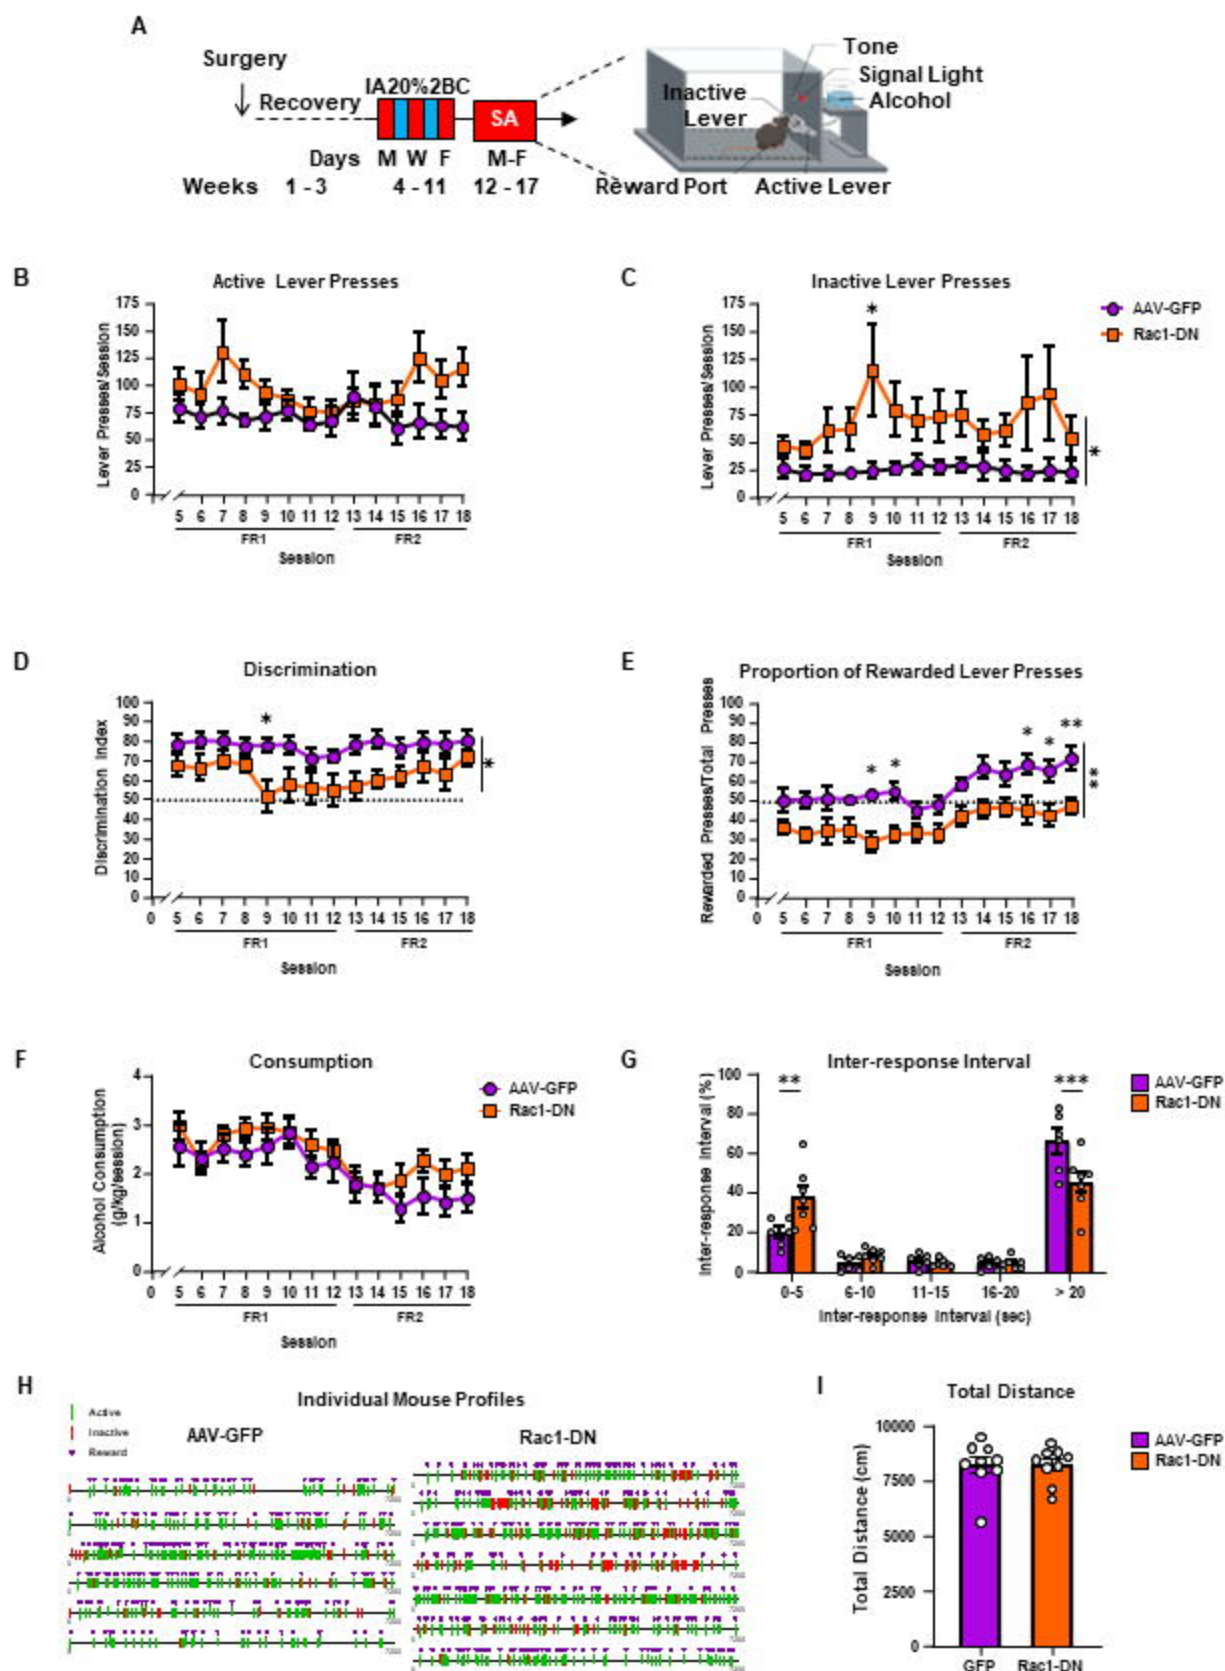 A
Surgery
Recovery
IA20%2BC
SA
Days M W F M-F
Weeks 1 - 3 4 - 11 12 - 17
Tone
Signal Light
Alcohol
Inactive
Lever
Reward Port Active Lever
B
Active Lever Presses
Lever Presses/Session
175
150
125
100
75
50
25
0
5 6 7 8 9 10 11 12 13 14 15 16 17 18
FR1 FR2
Session
C
Inactive Lever Presses
Lever Presses/Session
175
150
125
100
75
50
25
0
*
*
5 6 7 8 9 10 11 12 13 14 15 16 17 18
FR1 FR2
Session
AAV-GFP
Rac1-DN
D
Discrimination
Discrimination Index
100
90
80
70
60
50
40
30
20
10
0
*
*
0 5 6 7 8 9 10 11 12 13 14 15 16 17 18
FR1 FR2
Session
E
Proportion of Rewarded Lever Presses
Rewarded Presses/Total Presses
100
90
80
70
60
50
40
30
20
10
0
* * * * **
**
0 5 6 7 8 9 10 11 12 13 14 15 16 17 18
FR1 FR2
Session
F
Consumption
Alcohol Consumption
(g/kg/session)
4
3
2
1
0
5 6 7 8 9 10 11 12 13 14 15 16 17 18
FR1 FR2
Session
AAV-GFP
Rac1-DN
G
Inter-response Interval
Inter-response Interval (%)
100
80
60
40
20
0
** ***
0-5 6-10 11-15 16-20 > 20
Inter-response Interval (sec)
AAV-GFP
Rac1-DN
H
Individual Mouse Profiles
Active
Inactive
Reward
AAV-GFP
Rac1-DN
I
Total Distance
Total Distance (cm)
10000
7500
5000
2500
0
GFP Rac1-DN
AAV-GFP
Rac1-DN